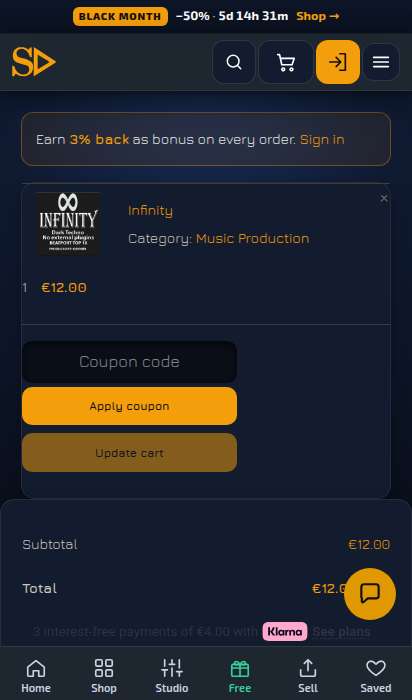 BLACK MONTH −50% · 5d 14h 31m Shop →
Earn 3% back as bonus on every order. Sign in
×
INFINITY
Dark Techno
No external plugins
BEATPORT TOP 10
Infinity
Category: Music Production
1 €12.00
Coupon code
Apply coupon
Update cart
Subtotal €12.00
Total €12.0
3 interest-free payments of €4.00 with Klarna See plans
Home Shop Studio Free Sell Saved